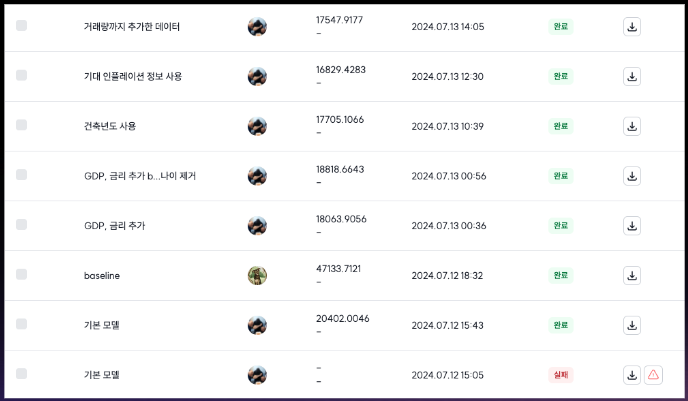 거래량까지 추가한 데이터 17547.9177 2024.07.13 14:05 완료
-
기대 인플레이션 정보 사용 16829.4283 2024.07.13 12:30 완료
-
건축년도 사용 17705.1066 2024.07.13 10:39 완료
-
GDP, 금리 추가 b...나이 제거 18818.6643 2024.07.13 00:56 완료
-
GDP, 금리 추가 18063.9056 2024.07.13 00:36 완료
-
baseline 47133.7121 2024.07.12 18:32 완료
-
기본 모델 20402.0046 2024.07.12 15:43 완료
-
기본 모델 - 2024.07.12 15:05 실패
-